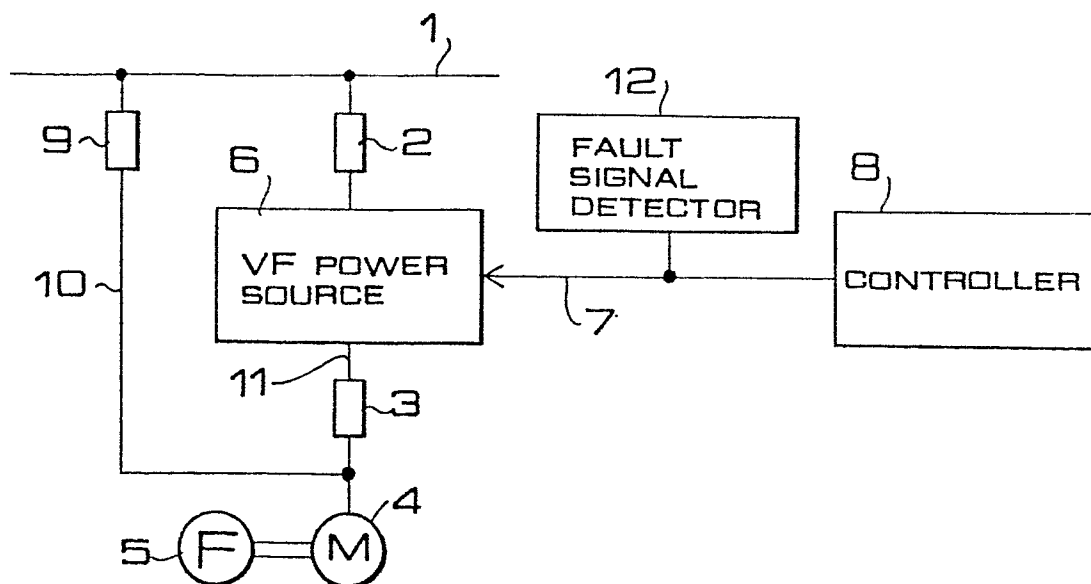 1
12
9
2
6
FAULT
SIGNAL
DETECTOR
8
VF POWER
SOURCE
CONTROLLER
10
7
11
3
4
5
F
M